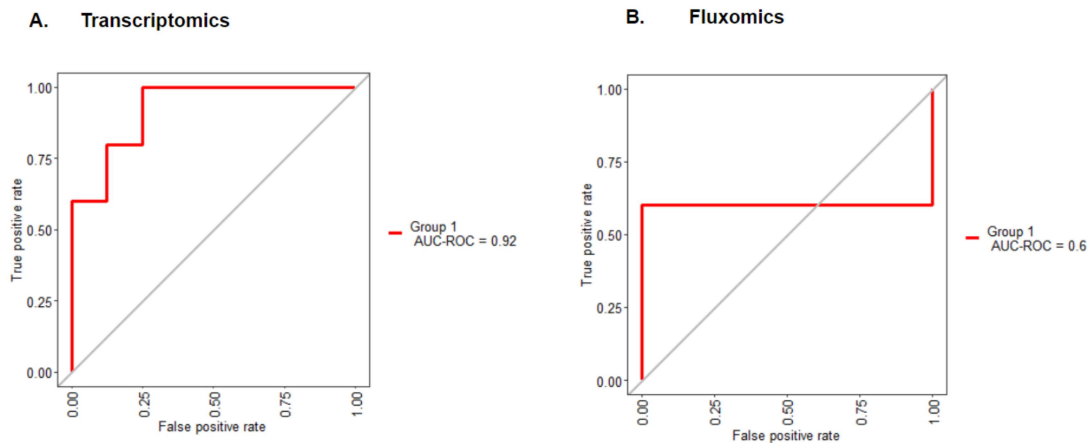 A. Transcriptomics
1.00
0.75
0.50
0.25
0.00
True positive rate
0.00
0.25
0.50
0.75
1.00
False positive rate
Group 1
AUC-ROC = 0.92
B. Fluxomics
1.00
0.75
0.50
0.25
0.00
True positive rate
0.00
0.25
0.50
0.75
1.00
False positive rate
Group 1
AUC-ROC = 0.6